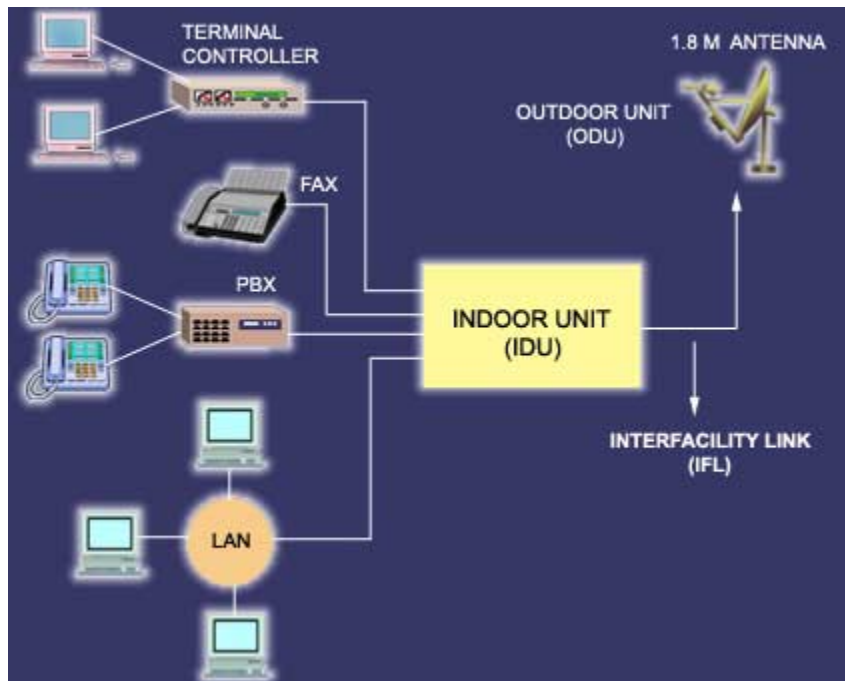 TERMINAL
CONTROLLER
1.8 M ANTENNA
OUTDOOR UNIT
(ODU)
FAX
PBX
INDOOR UNIT
(IDU)
INTERFACILITY LINK
(IFL)
LAN